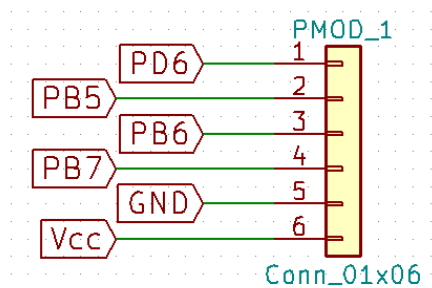 PMOD_1
PD6 1
PB5 2
PB6 3
PB7 4
GND 5
Vcc 6
Conn_01x06